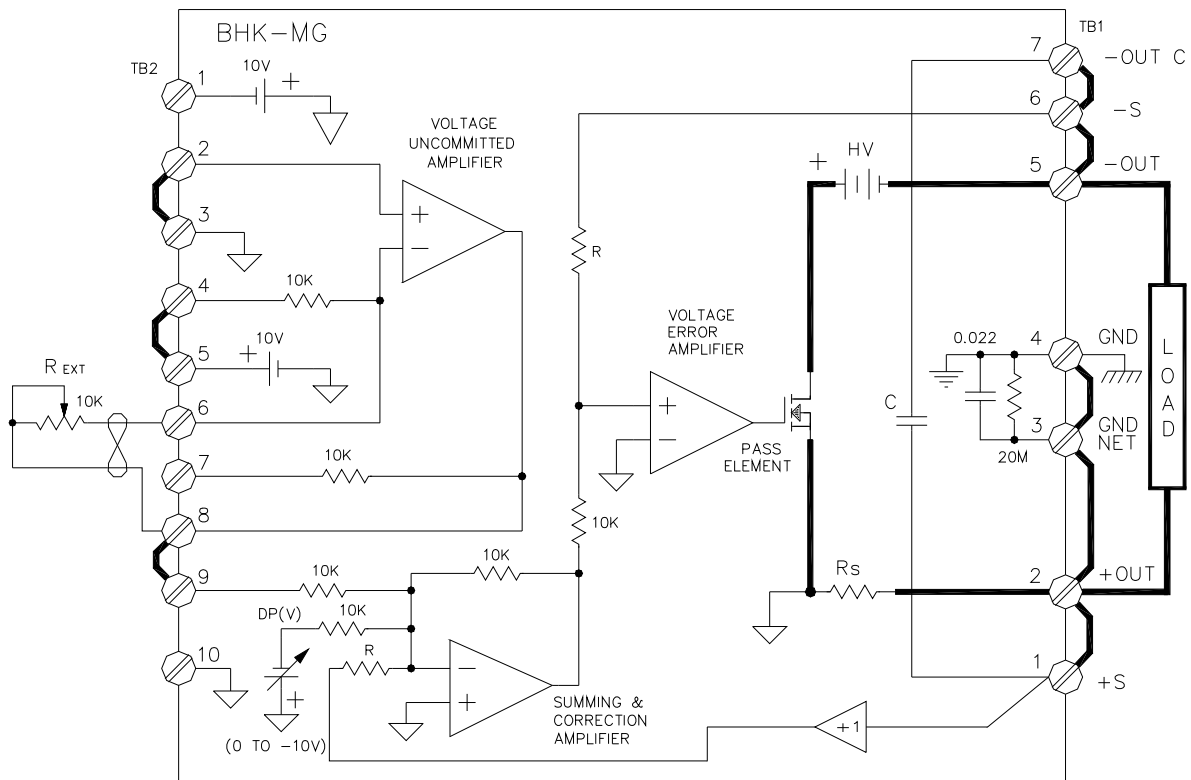 BHK-MG
TB2
TB1
1
10V
+
2
3
4
10K
5
+
10V
6
7
10K
8
9
10K
10
R EXT
10K
VOLTAGE
UNCOMMITTED
AMPLIFIER
+
−
10K
DP(V)
10K
R
+
(0 TO −10V)
−
+
SUMMING &
CORRECTION
AMPLIFIER
R
10K
VOLTAGE
ERROR
AMPLIFIER
+
−
PASS
ELEMENT
+
HV
C
Rs
0.022
20M
+1
7
−OUT C
6
−S
5
−OUT
4
GND
3
GND
NET
2
+OUT
1
+S
LOAD